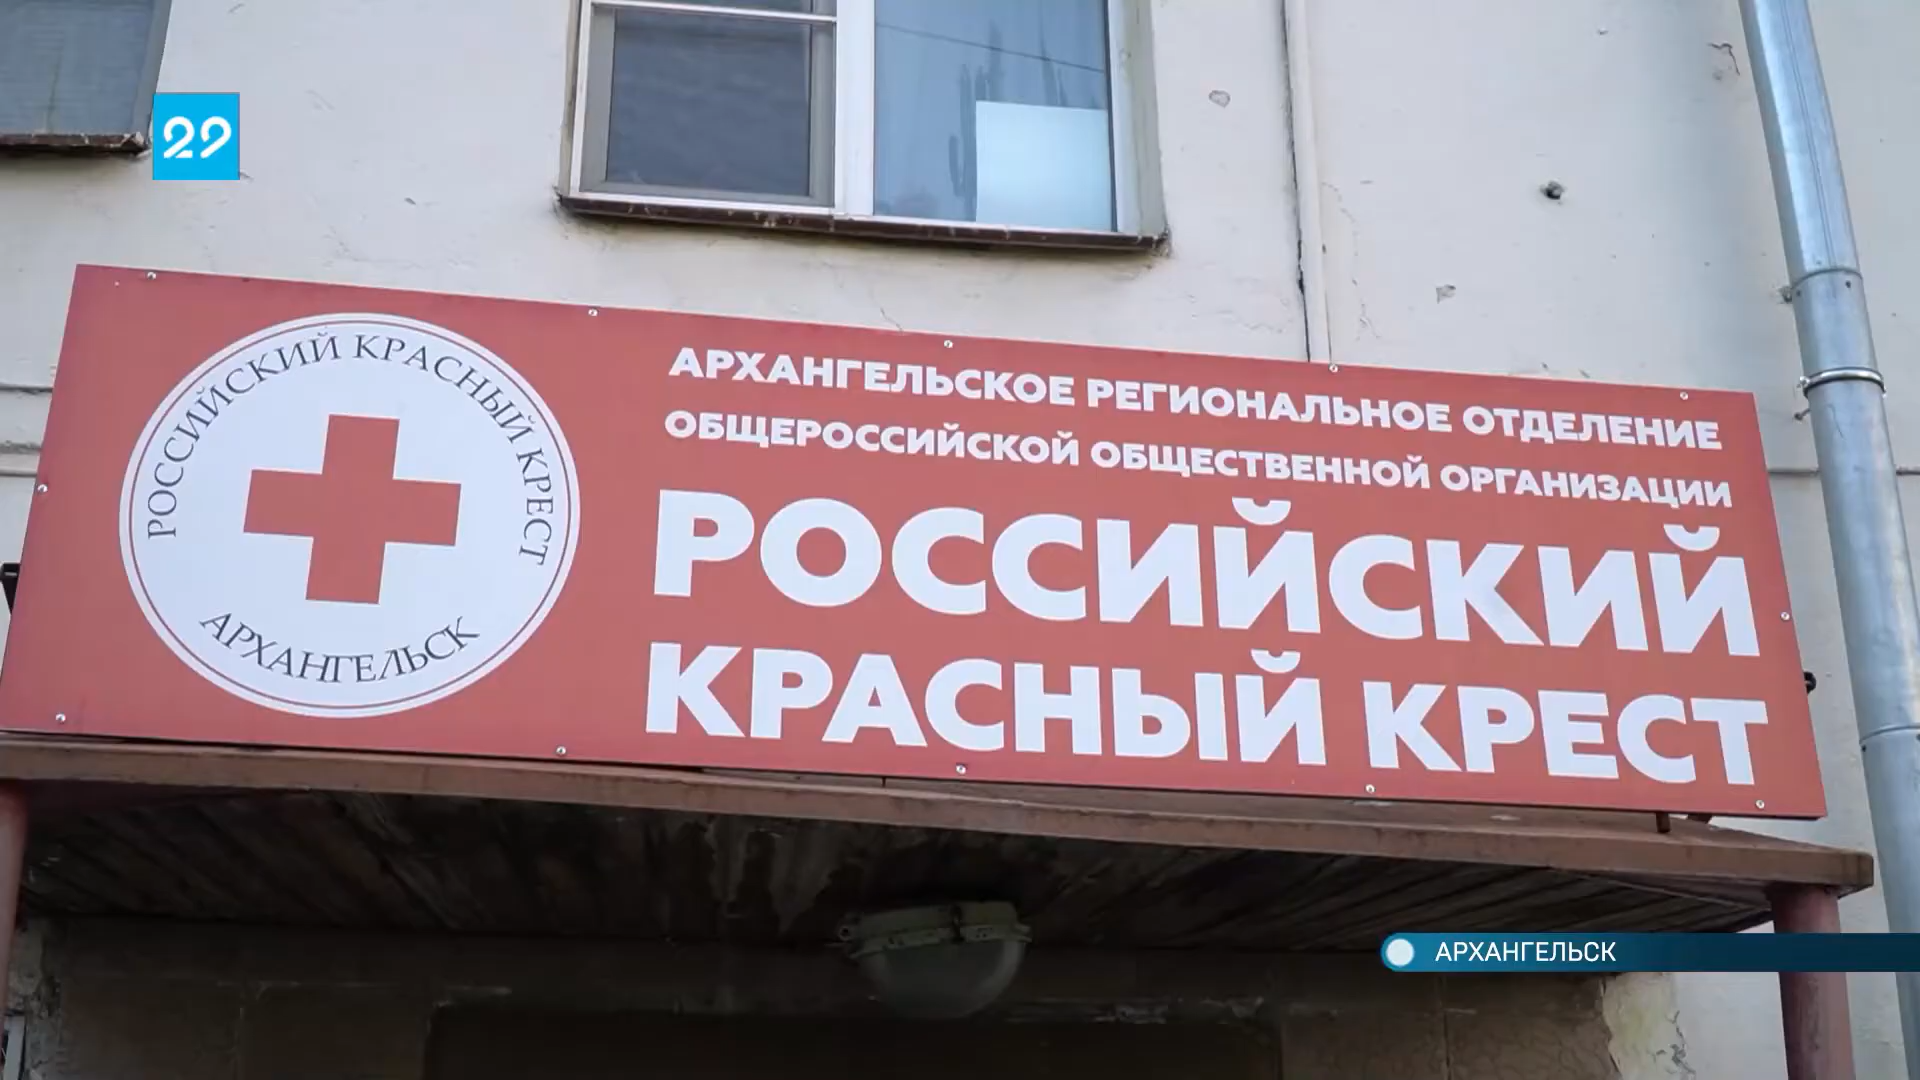 29
РОССИЙСКИЙ КРАСНЫЙ КРЕСТ
АРХАНГЕЛЬСК
АРХАНГЕЛЬСКОЕ РЕГИОНАЛЬНОЕ ОТДЕЛЕНИЕ
ОБЩЕРОССИЙСКОЙ ОБЩЕСТВЕННОЙ ОРГАНИЗАЦИИ
РОССИЙСКИЙ
КРАСНЫЙ КРЕСТ
АРХАНГЕЛЬСК